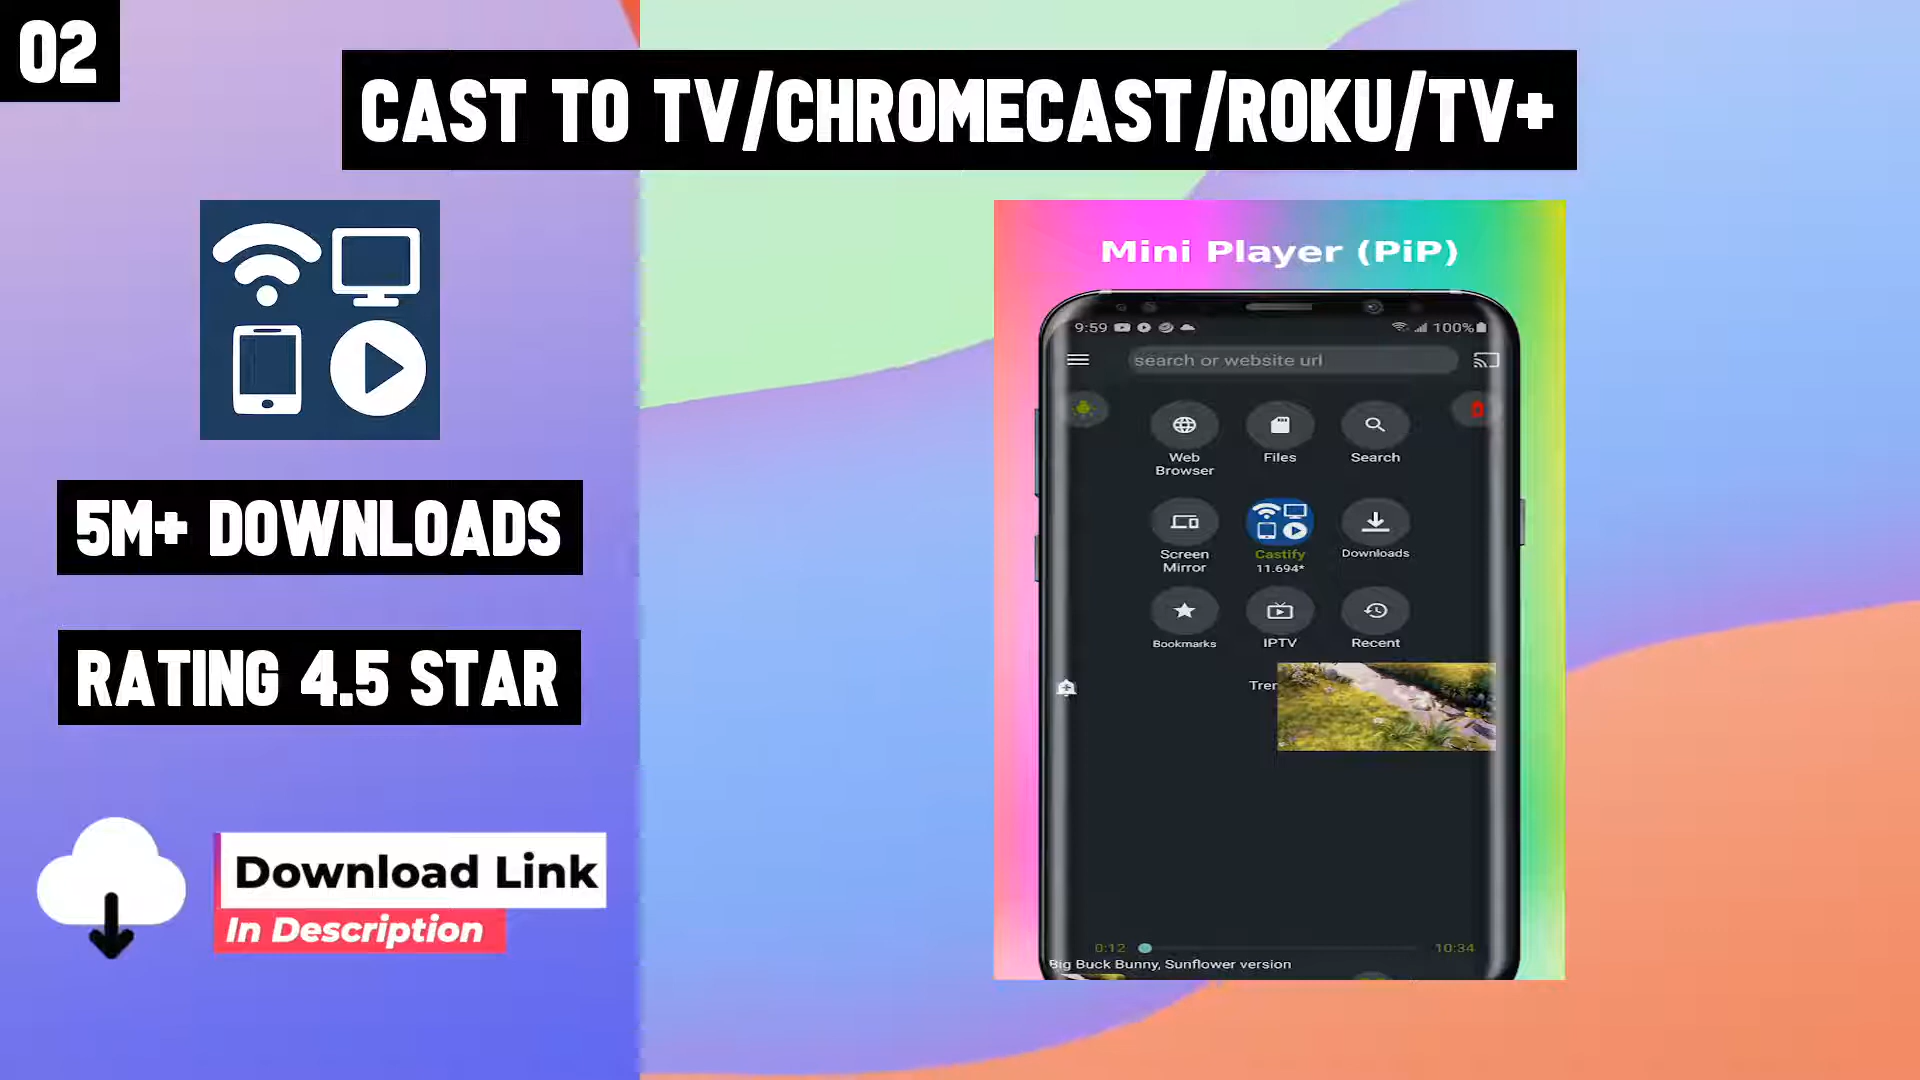 02
CAST TO TV/CHROMECAST/ROKU/TV+
5M+ DOWNLOADS
RATING 4.5 STAR
Download Link
In Description
Mini Player (PiP)
9:59
100%
search or website url
Web Browser
Files
Search
Screen Mirror
Castify
11.694*
Downloads
Bookmarks
IPTV
Recent
0:12
10:34
Big Buck Bunny, Sunflower version